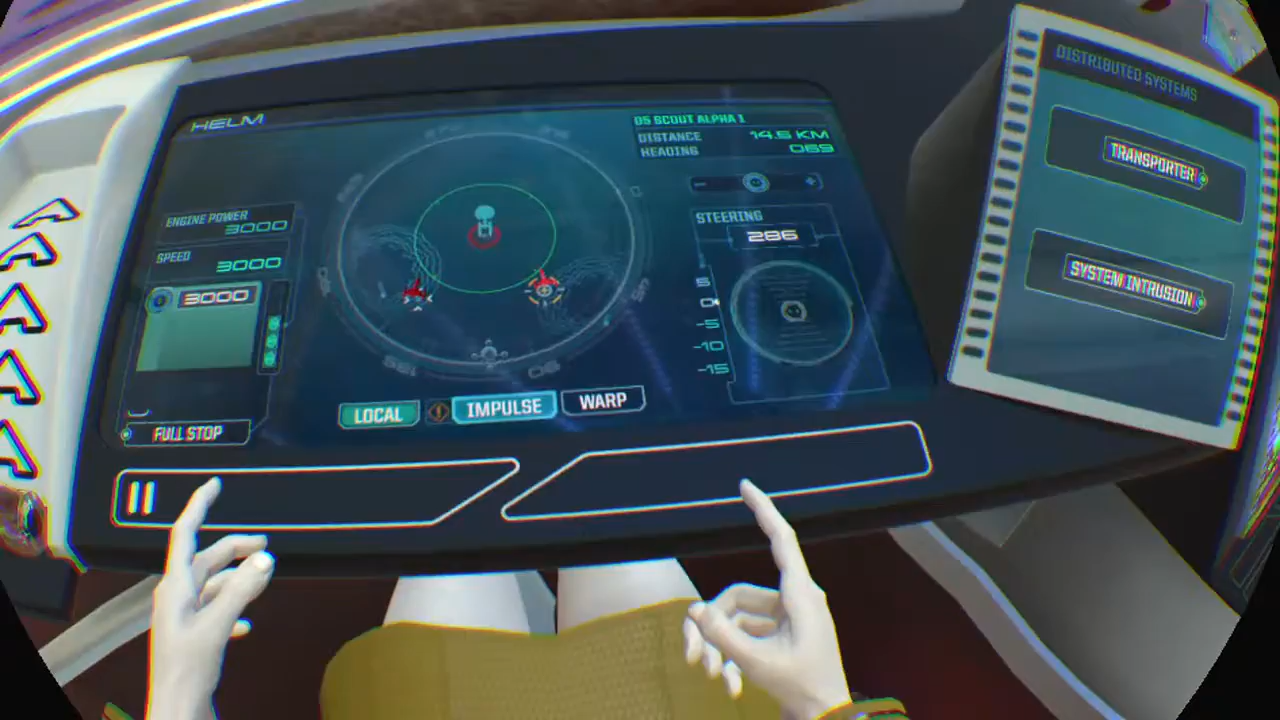 HELM
D5 SCOUT ALPHA 1
DISTANCE 14.5 KM
HEADING 069
ENGINE POWER
3000
SPEED
3000
3000
FULL STOP
LOCAL
IMPULSE
WARP
STEERING
286
5
0
-5
-10
-15
DISTRIBUTED SYSTEMS
TRANSPORTER
SYSTEM INTRUSION